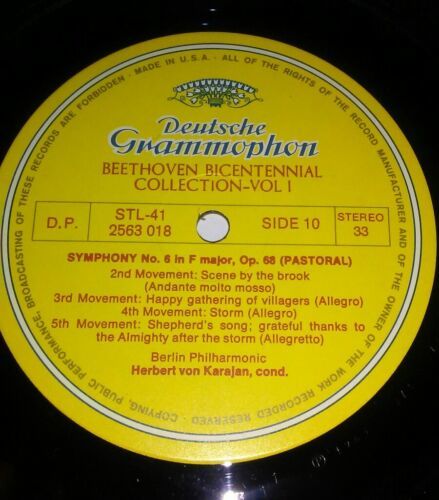 MADE IN U.S.A. · ALL OF THE RIGHTS OF THE RECORD MANUFACTURER AND OF THE OWNER OF THE WORK RECORDED RESERVED · COPYING, PUBLIC PERFORMANCE, BROADCASTING OF THESE RECORDS ARE FORBIDDEN ·
Deutsche
Grammophon
BEETHOVEN BICENTENNIAL
COLLECTION-VOL I
D.P.
STL-41
2563 018
SIDE 10
STEREO
33
SYMPHONY No. 6 in F major, Op. 68 (PASTORAL)
2nd Movement: Scene by the brook
(Andante molto mosso)
3rd Movement: Happy gathering of villagers (Allegro)
4th Movement: Storm (Allegro)
5th Movement: Shepherd's song; grateful thanks to
the Almighty after the storm (Allegretto)
Berlin Philharmonic
Herbert von Karajan, cond.